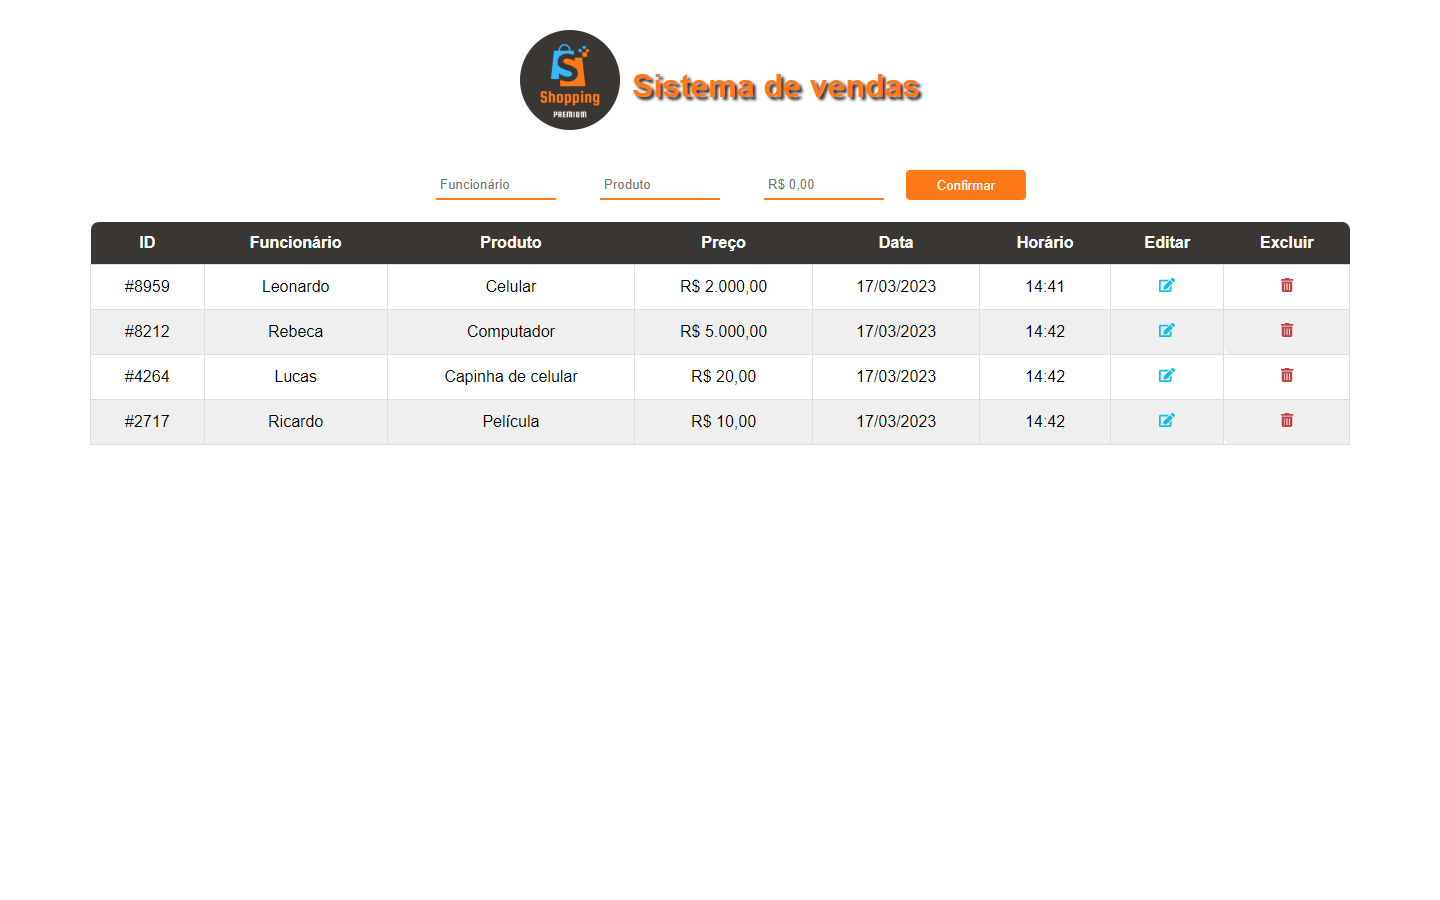 S
Shopping
PREMIUM
Sistema de vendas
Funcionário Produto R$ 0,00 Confirmar
ID Funcionário Produto Preço Data Horário Editar Excluir
#8959 Leonardo Celular R$ 2.000,00 17/03/2023 14:41
#8212 Rebeca Computador R$ 5.000,00 17/03/2023 14:42
#4264 Lucas Capinha de celular R$ 20,00 17/03/2023 14:42
#2717 Ricardo Película R$ 10,00 17/03/2023 14:42